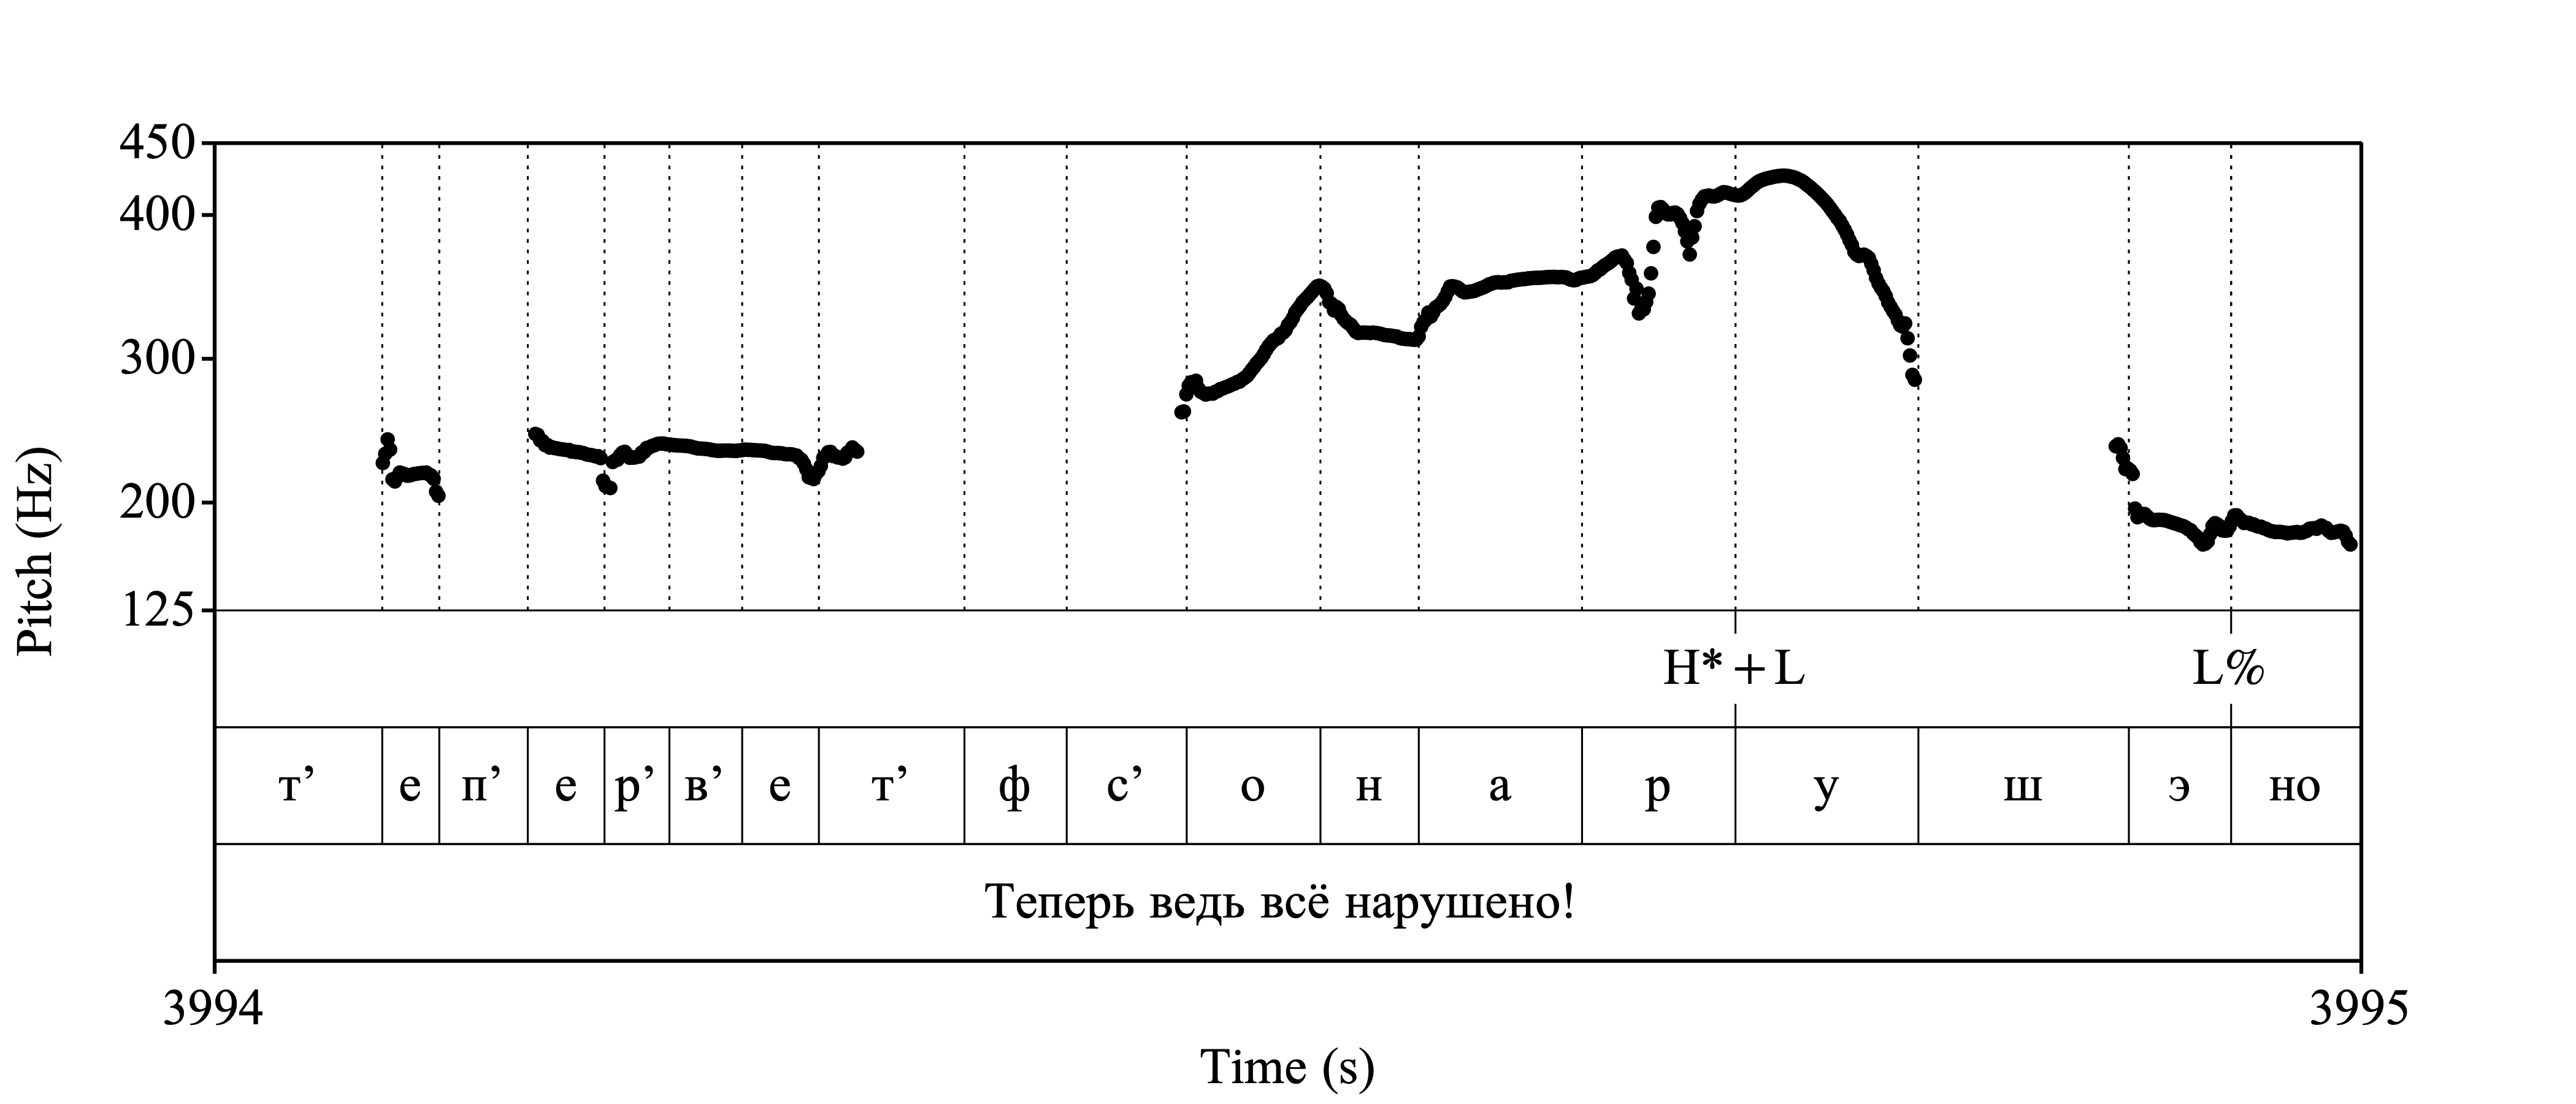 Pitch (Hz)
450
400
300
200
125
H* + L L%
т’ е п’ е р’ в’ е т’ ф с’ о н а р у ш э но
Теперь ведь всё нарушено!
3994 3995
Time (s)